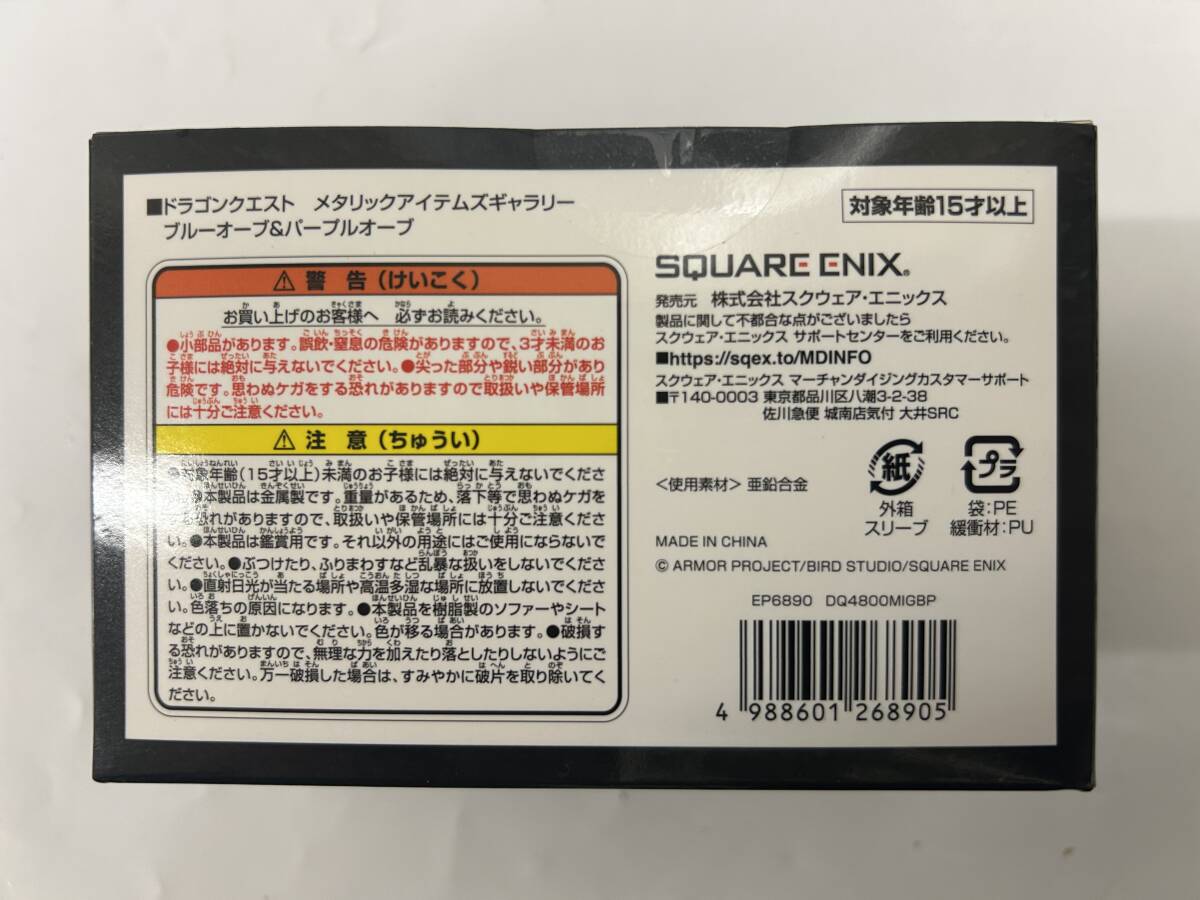 ■ドラゴンクエスト メタリックアイテムズギャラリー
ブルーオーブ&パープルオーブ
対象年齢15才以上
⚠ 警 告 (けいこく)
お買い上げのお客様へ 必ずお読みください。
●小部品があります。誤飲・窒息の危険がありますので、3才未満のお
子様には絶対に与えないでください。●尖った部分や鋭い部分があり
危険です。思わぬケガをする恐れがありますので取扱いや保管場所
には十分ご注意ください。
⚠ 注 意 (ちゅうい)
●対象年齢(15才以上)未満のお子様には絶対に与えないでくださ
本製品は金属製です。重量があるため、落下等で思わぬケガを
恐れがありますので、取扱いや保管場所には十分ご注意くださ
い。●本製品は鑑賞用です。それ以外の用途にはご使用にならないで
ください。●ぶつけたり、ふりまわすなど乱暴な扱いをしないでくださ
い。●直射日光が当たる場所や高温多湿な場所に放置しないでくださ
い。色落ちの原因になります。●本製品を樹脂製のソファーやシート
などの上に置かないでください。色が移る場合があります。●破損す
る恐れがありますので、無理な力を加えたり落としたりしないようにご
注意ください。万一破損した場合は、すみやかに破片を取り除いてく
ださい。
SQUARE ENIX®
発売元 株式会社スクウェア・エニックス
製品に関して不都合な点がございましたら
スクウェア・エニックス サポートセンターをご利用ください。
■https://sqex.to/MDINFO
スクウェア・エニックス マーチャンダイジングカスタマーサポート
■〒140-0003 東京都品川区八潮3-2-38
佐川急便 城南店気付 大井SRC
<使用素材> 亜鉛合金
紙
外箱
スリーブ
プラ
袋:PE
緩衝材:PU
MADE IN CHINA
© ARMOR PROJECT/BIRD STUDIO/SQUARE ENIX
EP6890 DQ4800MIGBP
4 988601 268905